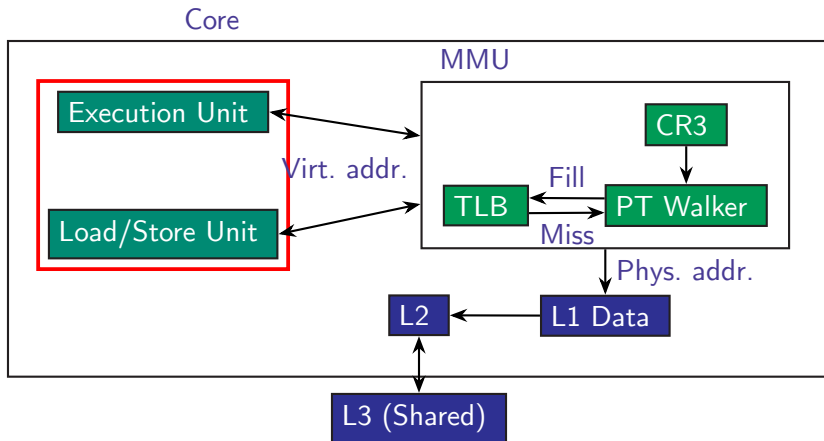 Core
MMU
Execution Unit
CR3
Virt. addr.
Fill
TLB
PT Walker
Load/Store Unit
Miss
Phys. addr.
L2
L1 Data
L3 (Shared)